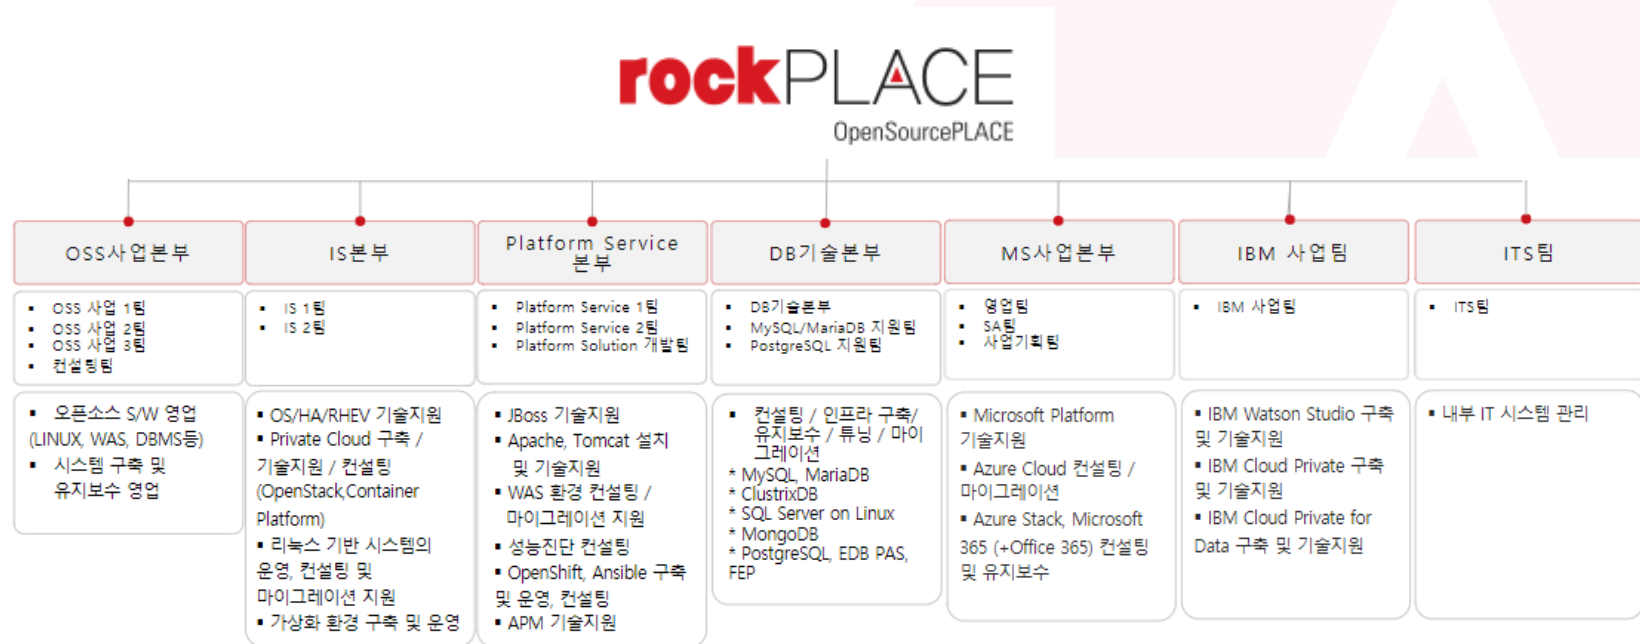 rockPLACE
OpenSourcePLACE
OSS사업본부
▪ OSS 사업 1팀
▪ OSS 사업 2팀
▪ OSS 사업 3팀
▪ 컨설팅팀
▪ 오픈소스 S/W 영업
(LINUX, WAS, DBMS등)
▪ 시스템 구축 및
유지보수 영업
IS본부
▪ IS 1팀
▪ IS 2팀
▪ OS/HA/RHEV 기술지원
▪ Private Cloud 구축 /
기술지원 / 컨설팅
(OpenStack,Container
Platform)
▪ 리눅스 기반 시스템의
운영, 컨설팅 및
마이그레이션 지원
▪ 가상화 환경 구축 및 운영
Platform Service
본부
▪ Platform Service 1팀
▪ Platform Service 2팀
▪ Platform Solution 개발팀
▪ JBoss 기술지원
▪ Apache, Tomcat 설치
및 기술지원
▪ WAS 환경 컨설팅 /
마이그레이션 지원
▪ 성능진단 컨설팅
▪ OpenShift, Ansible 구축
및 운영, 컨설팅
▪ APM 기술지원
DB기술본부
▪ DB기술본부
▪ MySQL/MariaDB 지원팀
▪ PostgreSQL 지원팀
▪ 컨설팅 / 인프라 구축/
유지보수 / 튜닝 / 마이
그레이션
* MySQL, MariaDB
* ClustrixDB
* SQL Server on Linux
* MongoDB
* PostgreSQL, EDB PAS,
FEP
MS사업본부
▪ 영업팀
▪ SA팀
▪ 사업기획팀
▪ Microsoft Platform
기술지원
▪ Azure Cloud 컨설팅 /
마이그레이션
▪ Azure Stack, Microsoft
365 (+Office 365) 컨설팅
및 유지보수
IBM 사업팀
▪ IBM 사업팀
▪ IBM Watson Studio 구축
및 기술지원
▪ IBM Cloud Private 구축
및 기술지원
▪ IBM Cloud Private for
Data 구축 및 기술지원
ITS팀
▪ ITS팀
▪ 내부 IT 시스템 관리